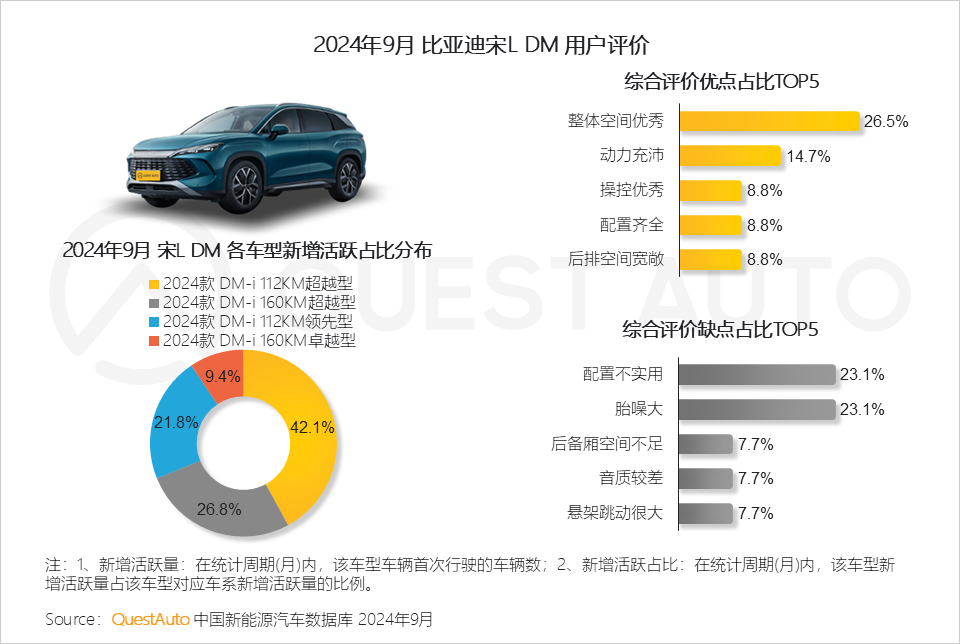 2024年9月 比亚迪宋L DM 用户评价
综合评价优点占比TOP5
整体空间优秀 26.5%
动力充沛 14.7%
操控优秀 8.8%
配置齐全 8.8%
后排空间宽敞 8.8%
QUEST AUTO
2024年9月 宋L DM 各车型新增活跃占比分布
2024款 DM-i 112KM超越型
2024款 DM-i 160KM超越型
2024款 DM-i 112KM领先型
2024款 DM-i 160KM卓越型
9.4%
21.8%
42.1%
26.8%
QUEST AUTO
综合评价缺点占比TOP5
配置不实用 23.1%
胎噪大 23.1%
后备厢空间不足 7.7%
音质较差 7.7%
悬架跳动很大 7.7%
注：1、新增活跃量：在统计周期(月)内，该车型车辆首次行驶的车辆数；2、新增活跃占比：在统计周期(月)内，该车型新
增活跃量占该车型对应车系新增活跃量的比例。
Source：QuestAuto 中国新能源汽车数据库 2024年9月